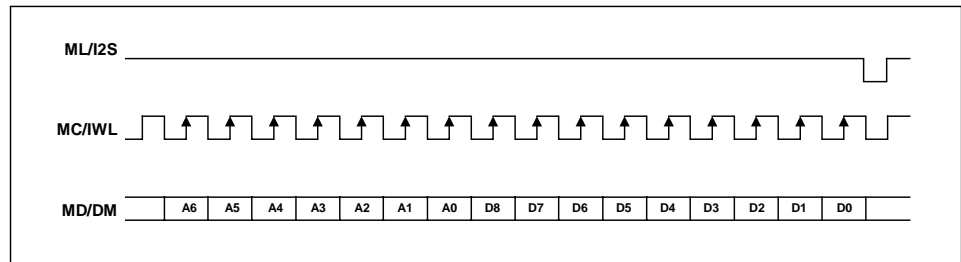 ML/I2S
MC/IWL
MD/DM A6 A5 A4 A3 A2 A1 A0 D8 D7 D6 D5 D4 D3 D2 D1 D0